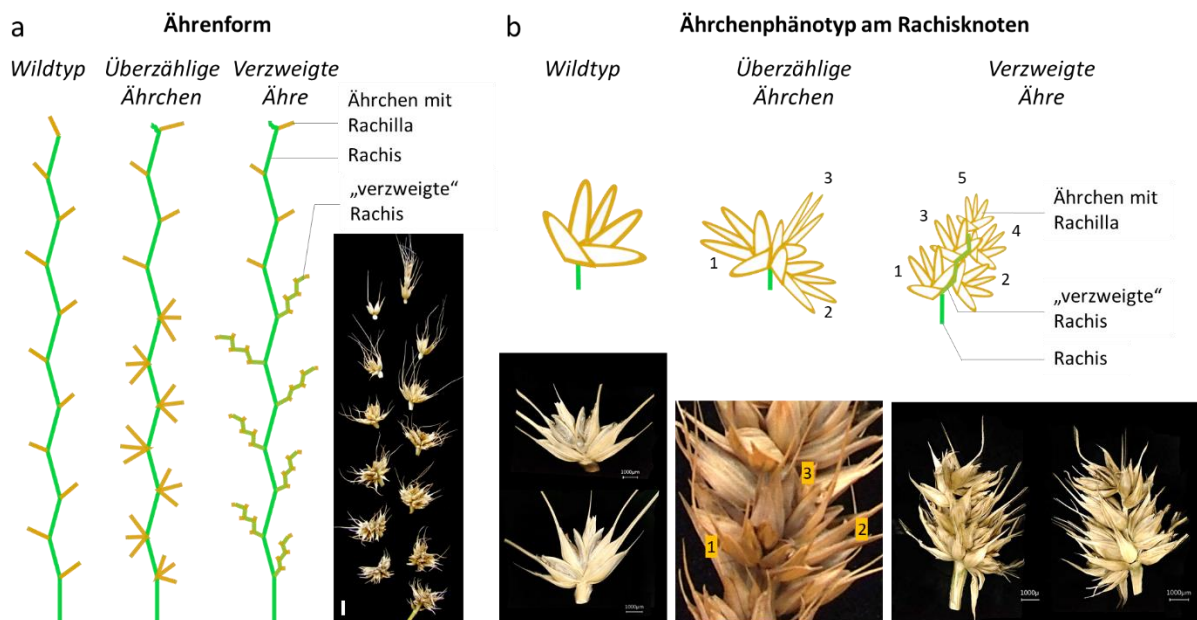 a
Ährenform
Wildtyp
Überzählige
Ährchen
Verzweigte
Ähre
Ährchen mit
Rachilla
Rachis
„verzweigte“
Rachis
b
Ährchenphänotyp am Rachisknoten
Wildtyp
Überzählige
Ährchen
Verzweigte
Ähre
1
2
3
1
2
3
4
5
Ährchen mit
Rachilla
„verzweigte“
Rachis
Rachis
1000µm
1000µm
1
2
3
1000µ
1000µm